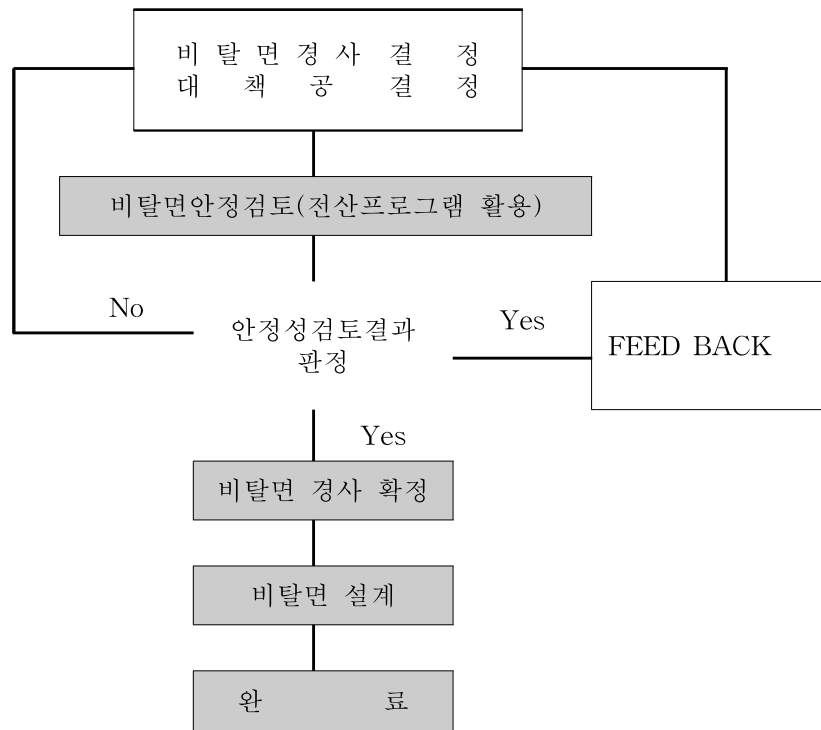 비 탈 면 경 사 결 정
대 책 공 결 정
비탈면안정검토(전산프로그램 활용)
No
안정성검토결과
판정
Yes
FEED BACK
Yes
비탈면 경사 확정
비탈면 설계
완 료